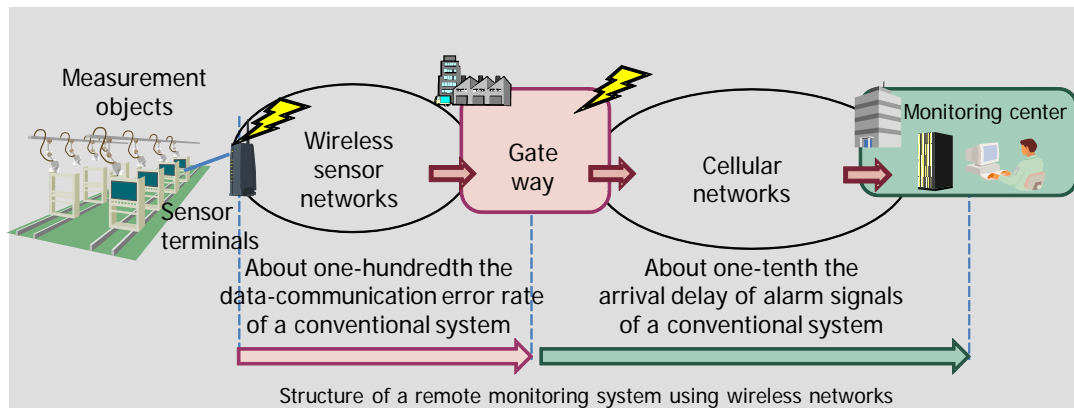 Measurement
objects
Sensor
terminals
Wireless
sensor
networks
Gate
way
Cellular
networks
Monitoring center
About one-hundredth the
data-communication error rate
of a conventional system
About one-tenth the
arrival delay of alarm signals
of a conventional system
Structure of a remote monitoring system using wireless networks